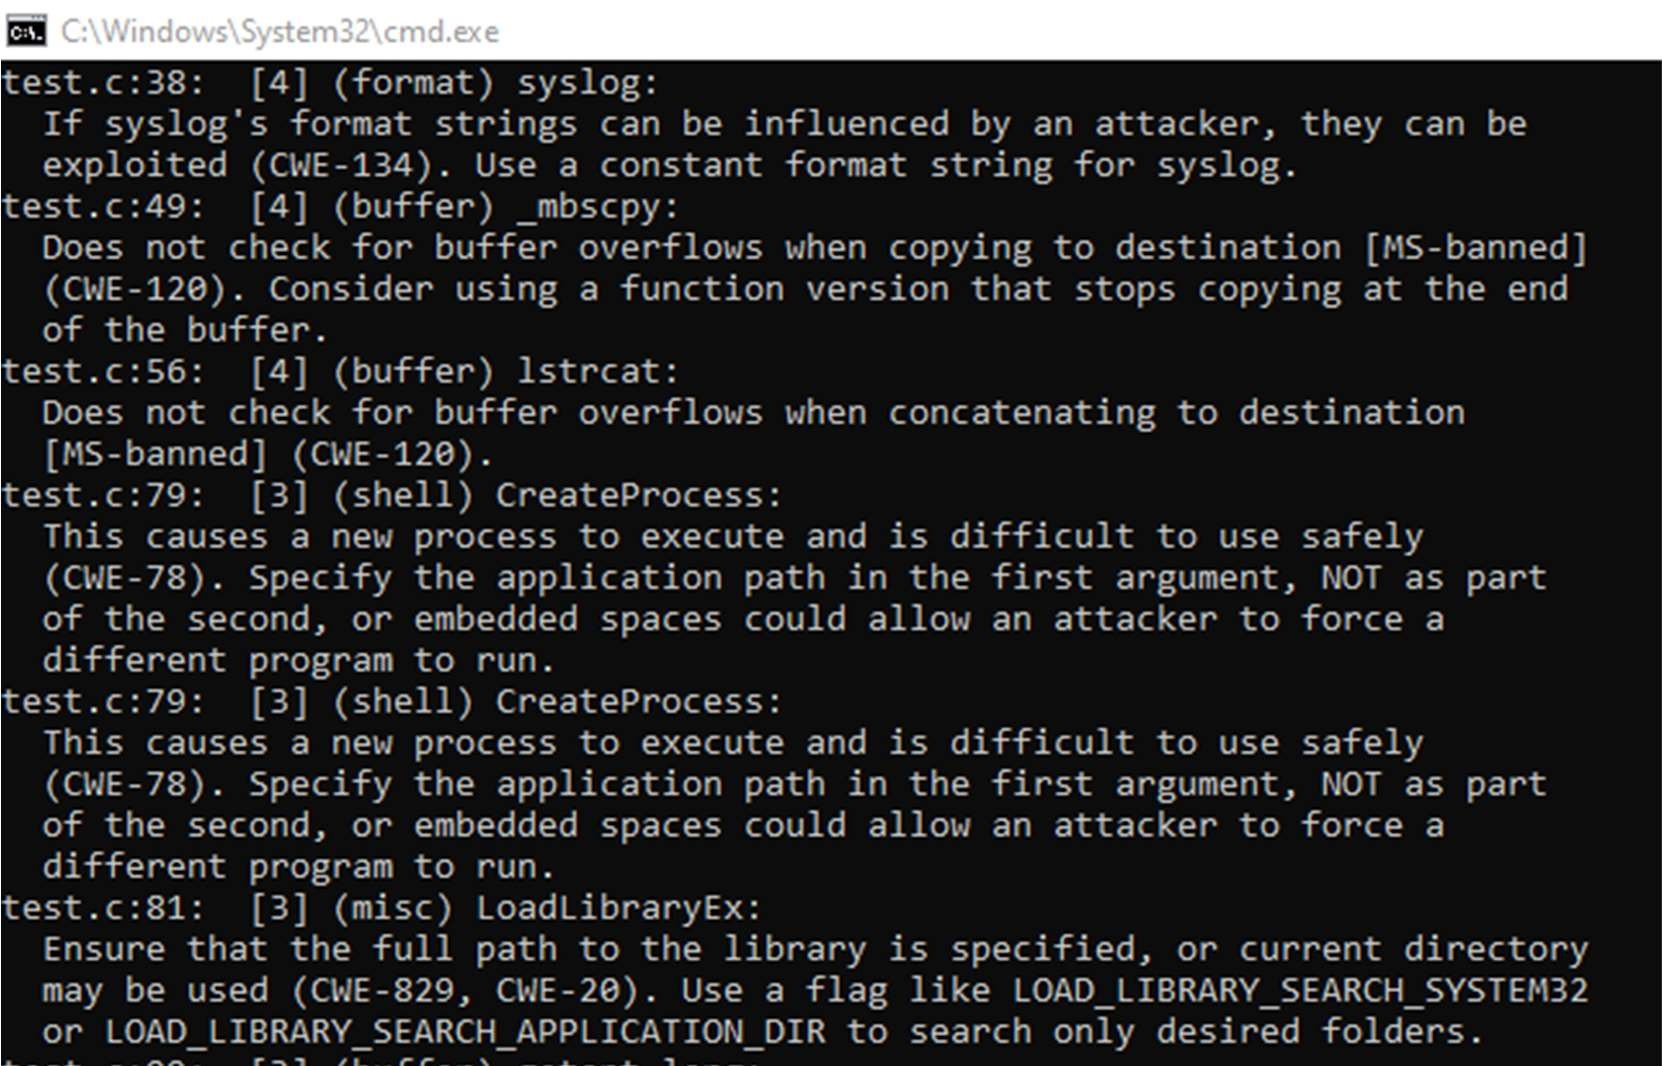 C:\Windows\System32\cmd.exe
test.c:38:  [4] (format) syslog:
  If syslog's format strings can be influenced by an attacker, they can be
  exploited (CWE-134). Use a constant format string for syslog.
test.c:49:  [4] (buffer) _mbscpy:
  Does not check for buffer overflows when copying to destination [MS-banned]
  (CWE-120). Consider using a function version that stops copying at the end
  of the buffer.
test.c:56:  [4] (buffer) lstrcat:
  Does not check for buffer overflows when concatenating to destination
  [MS-banned] (CWE-120).
test.c:79:  [3] (shell) CreateProcess:
  This causes a new process to execute and is difficult to use safely
  (CWE-78). Specify the application path in the first argument, NOT as part
  of the second, or embedded spaces could allow an attacker to force a
  different program to run.
test.c:79:  [3] (shell) CreateProcess:
  This causes a new process to execute and is difficult to use safely
  (CWE-78). Specify the application path in the first argument, NOT as part
  of the second, or embedded spaces could allow an attacker to force a
  different program to run.
test.c:81:  [3] (misc) LoadLibraryEx:
  Ensure that the full path to the library is specified, or current directory
  may be used (CWE-829, CWE-20). Use a flag like LOAD_LIBRARY_SEARCH_SYSTEM32
  or LOAD_LIBRARY_SEARCH_APPLICATION_DIR to search only desired folders.